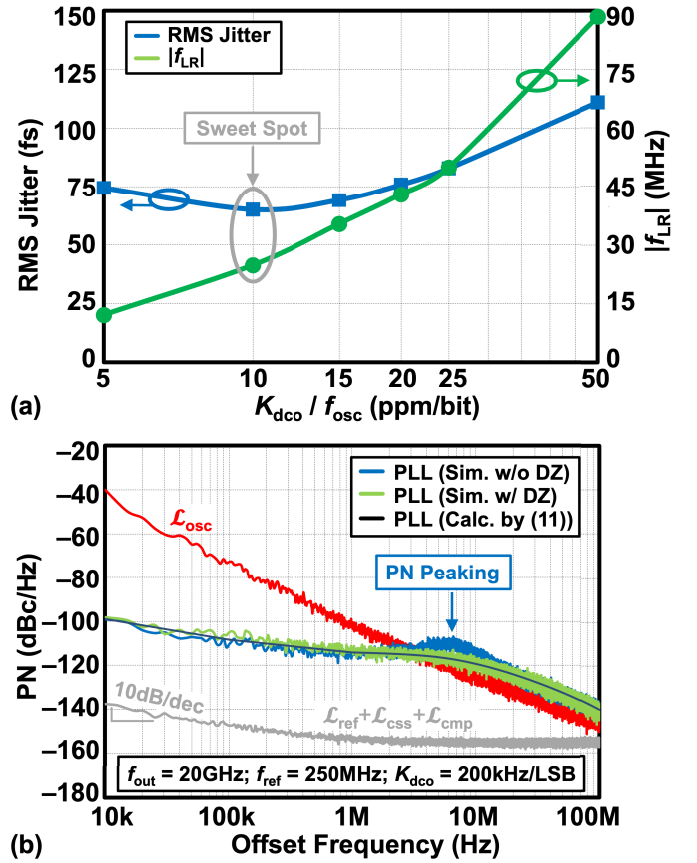 150
125
100
75
50
25
0
RMS Jitter (fs)
RMS Jitter
|fLR|
Sweet Spot
90
75
60
45
30
15
0
|fLR| (MHz)
5 10 15 20 25 50
(a)
Kdco / fosc (ppm/bit)
−20
−40
−60
−80
−100
−120
−140
−160
−180
PN (dBc/Hz)
PLL (Sim. w/o DZ)
PLL (Sim. w/ DZ)
PLL (Calc. by (11))
ℒosc
PN Peaking
10dB/dec
ℒref+ℒcss+ℒcmp
fout = 20GHz; fref = 250MHz; Kdco = 200kHz/LSB
10k 100k 1M 10M 100M
(b)
Offset Frequency (Hz)